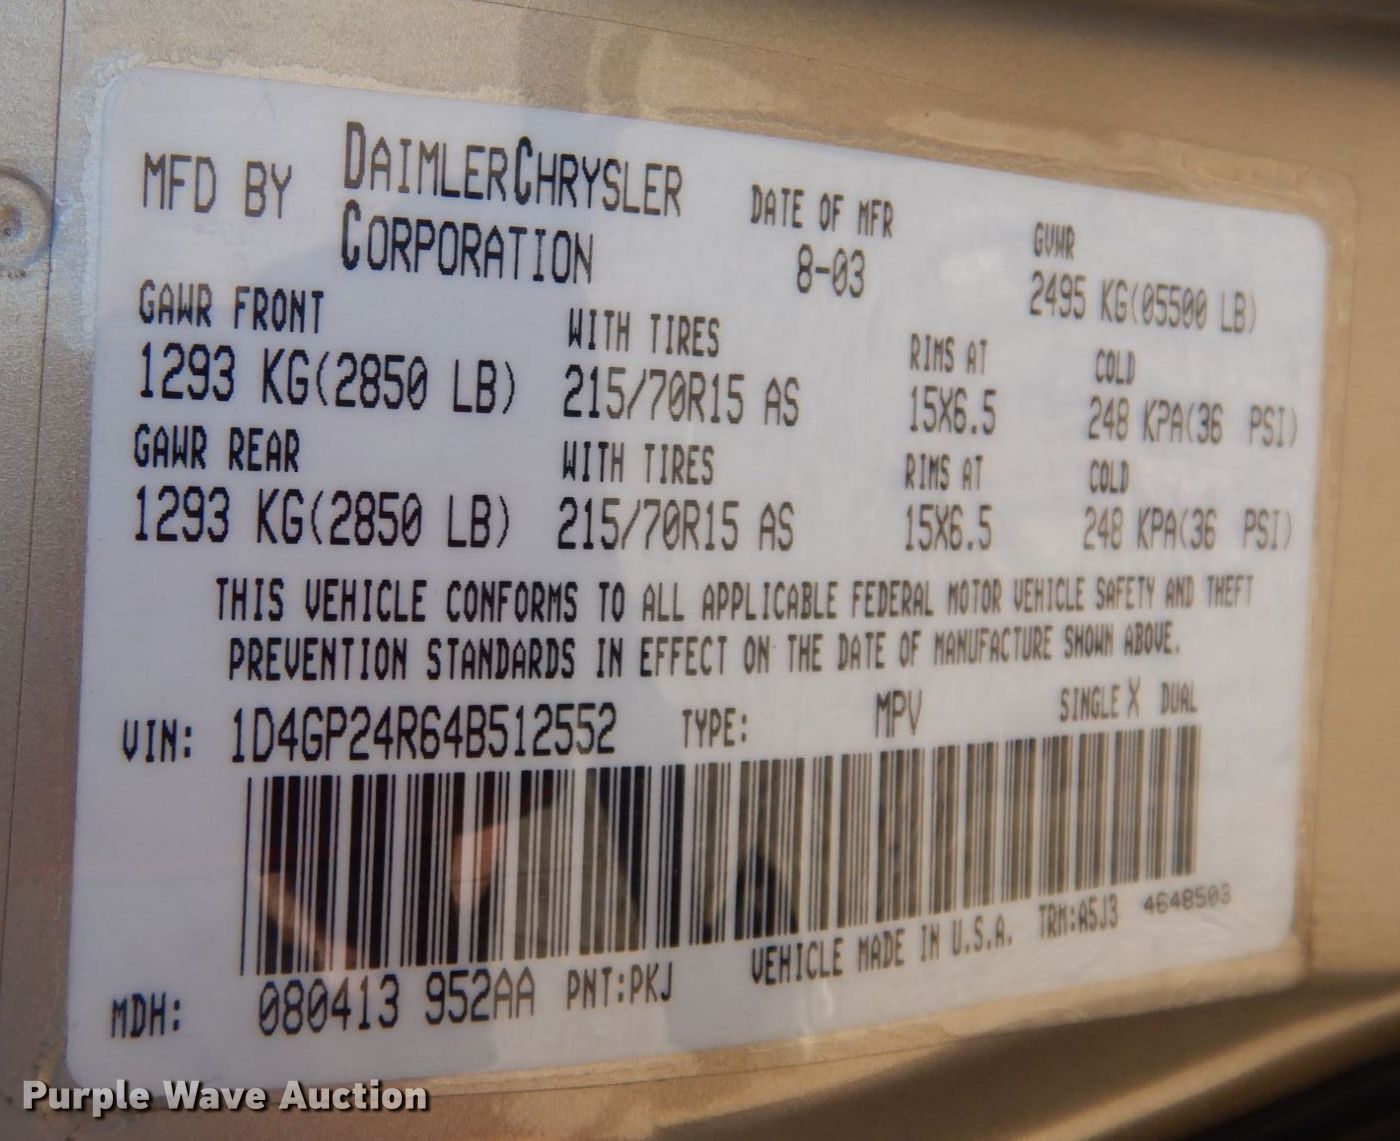 MFD BY DAIMLERCHRYSLER CORPORATION
DATE OF MFR
8-03
GVWR
2495 KG(05500 LB)
GAWR FRONT
1293 KG(2850 LB)
WITH TIRES
215/70R15 AS
RIMS AT
15X6.5
COLD
248 KPA(36 PSI)
GAWR REAR
1293 KG(2850 LB)
WITH TIRES
215/70R15 AS
RIMS AT
15X6.5
COLD
248 KPA(36 PSI)
THIS VEHICLE CONFORMS TO ALL APPLICABLE FEDERAL MOTOR VEHICLE SAFETY AND THEFT
PREVENTION STANDARDS IN EFFECT ON THE DATE OF MANUFACTURE SHOWN ABOVE.
VIN: 1D4GP24R64B512552 TYPE: MPV SINGLE X DUAL
MDH: 080413 952AA PNT:PKJ VEHICLE MADE IN U.S.A. TRM:A5J3 4648503
Purple Wave Auction